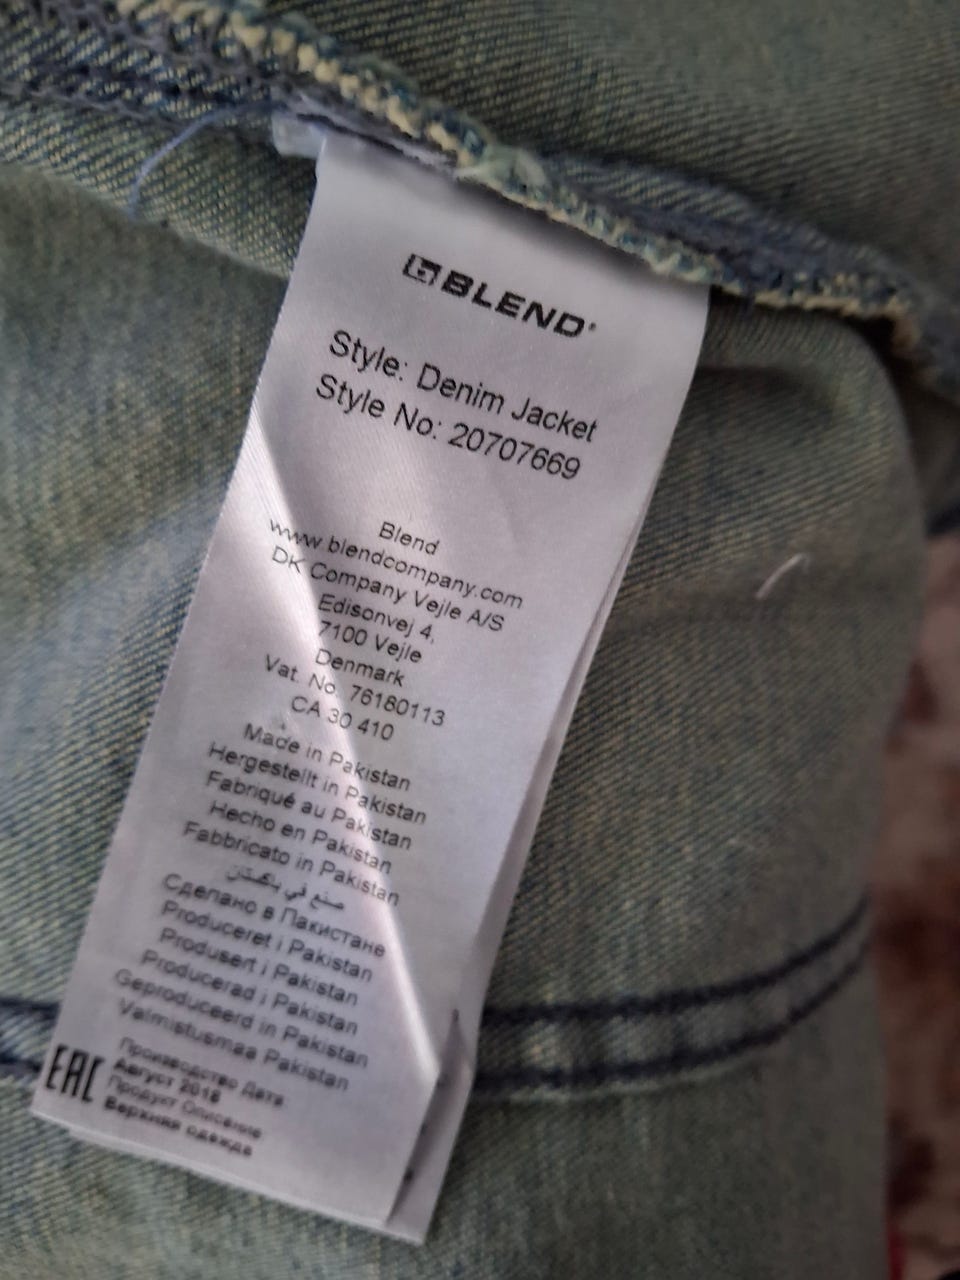 BLEND
Style: Denim Jacket
Style No: 20707669
Blend
www.blendcompany.com
DK Company Vejle A/S
Edisonvej 4,
7100 Vejle
Denmark
Vat. No. 76180113
CA 30 410
Made in Pakistan
Hergestellt in Pakistan
Fabriqué au Pakistan
Hecho en Pakistan
Fabbricato in Pakistan
صنع في باكستان
Сделано в Пакистане
Produceret i Pakistan
Produsert i Pakistan
Producerad i Pakistan
Geproduceerd in Pakistan
Valmistusmaa Pakistan
EAC
Производство Дата
Август 2018
Продукт Описание
Верхняя одежда